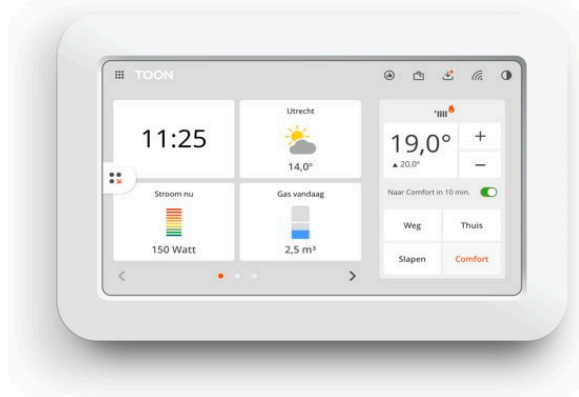 TOON
11:25
Utrecht
14,0°
Stroom nu
150 Watt
Gas vandaag
2,5 m³
19,0°
+
▲ 20,0°
−
Naar Comfort in 10 min.
Weg
Thuis
Slapen
Comfort